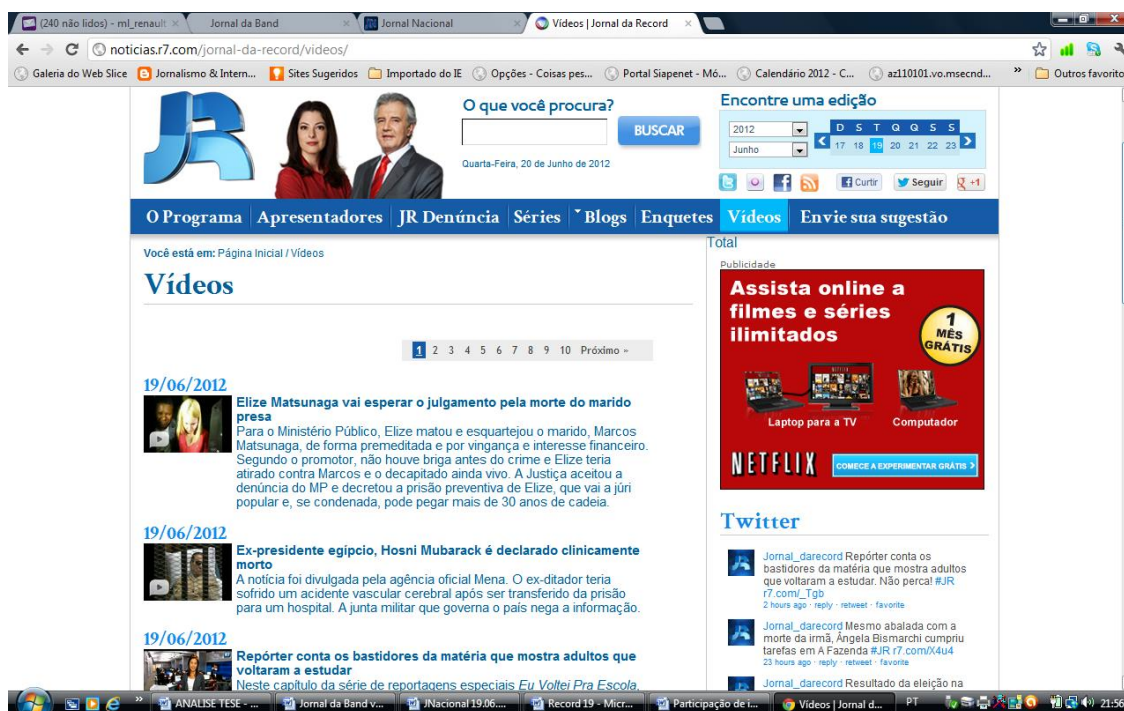 (240 não lidos) - ml_renault
Jornal da Band
Jornal Nacional
Vídeos | Jornal da Record
noticias.r7.com/jornal-da-record/videos/
Galeria do Web Slice
Jornalismo & Intern...
Sites Sugeridos
Importado do IE
Opções - Coisas pes...
Portal Siapenet - Mó...
Calendário 2012 - C...
az110101.vo.msecnd...
»
Outros favorito
JR
O que você procura?
BUSCAR
Quarta-Feira, 20 de Junho de 2012
Encontre uma edição
2012
Junho
D S T Q Q S S
17 18 19 20 21 22 23
Curtir
Seguir
+1
O Programa Apresentadores JR Denúncia Séries Blogs Enquetes Vídeos Envie sua sugestão
Você está em: Página Inicial / Vídeos
Vídeos
1 2 3 4 5 6 7 8 9 10 Próximo »
19/06/2012
Elize Matsunaga vai esperar o julgamento pela morte do marido
presa
Para o Ministério Público, Elize matou e esquartejou o marido, Marcos
Matsunaga, de forma premeditada e por vingança e interesse financeiro.
Segundo o promotor, não houve briga antes do crime e Elize teria
atirado contra Marcos e o decapitado ainda vivo. A Justiça aceitou a
denúncia do MP e decretou a prisão preventiva de Elize, que vai a júri
popular e, se condenada, pode pegar mais de 30 anos de cadeia.
19/06/2012
Ex-presidente egípcio, Hosni Mubarack é declarado clinicamente
morto
A notícia foi divulgada pela agência oficial Mena. O ex-ditador teria
sofrido um acidente vascular cerebral após ser transferido da prisão
para um hospital. A junta militar que governa o país nega a informação.
19/06/2012
Repórter conta os bastidores da matéria que mostra adultos que
voltaram a estudar
Neste capítulo da série de reportagens especiais Eu Voltei Pra Escola,
Total
Publicidade
Assista online a
filmes e séries
ilimitados
1
MÊS
GRÁTIS
Laptop para a TV
Computador
NETFLIX
COMECE A EXPERIMENTAR GRÁTIS >
Twitter
Jornal_darecord Repórter conta os
bastidores da matéria que mostra adultos
que voltaram a estudar. Não perca! #JR
r7.com/_Tgb
2 hours ago · reply · retweet · favorite
Jornal_darecord Mesmo abalada com a
morte da irmã, Ângela Bismarchi cumpriu
tarefas em A Fazenda #JR r7.com/X4u4
23 hours ago · reply · retweet · favorite
Jornal_darecord Resultado da eleição na
»
ANALISE TESE - ...
Jornal da Band v...
JNacional 19.06....
Record 19 - Micr...
Participação de i...
Vídeos | Jornal d...
PT
21:56